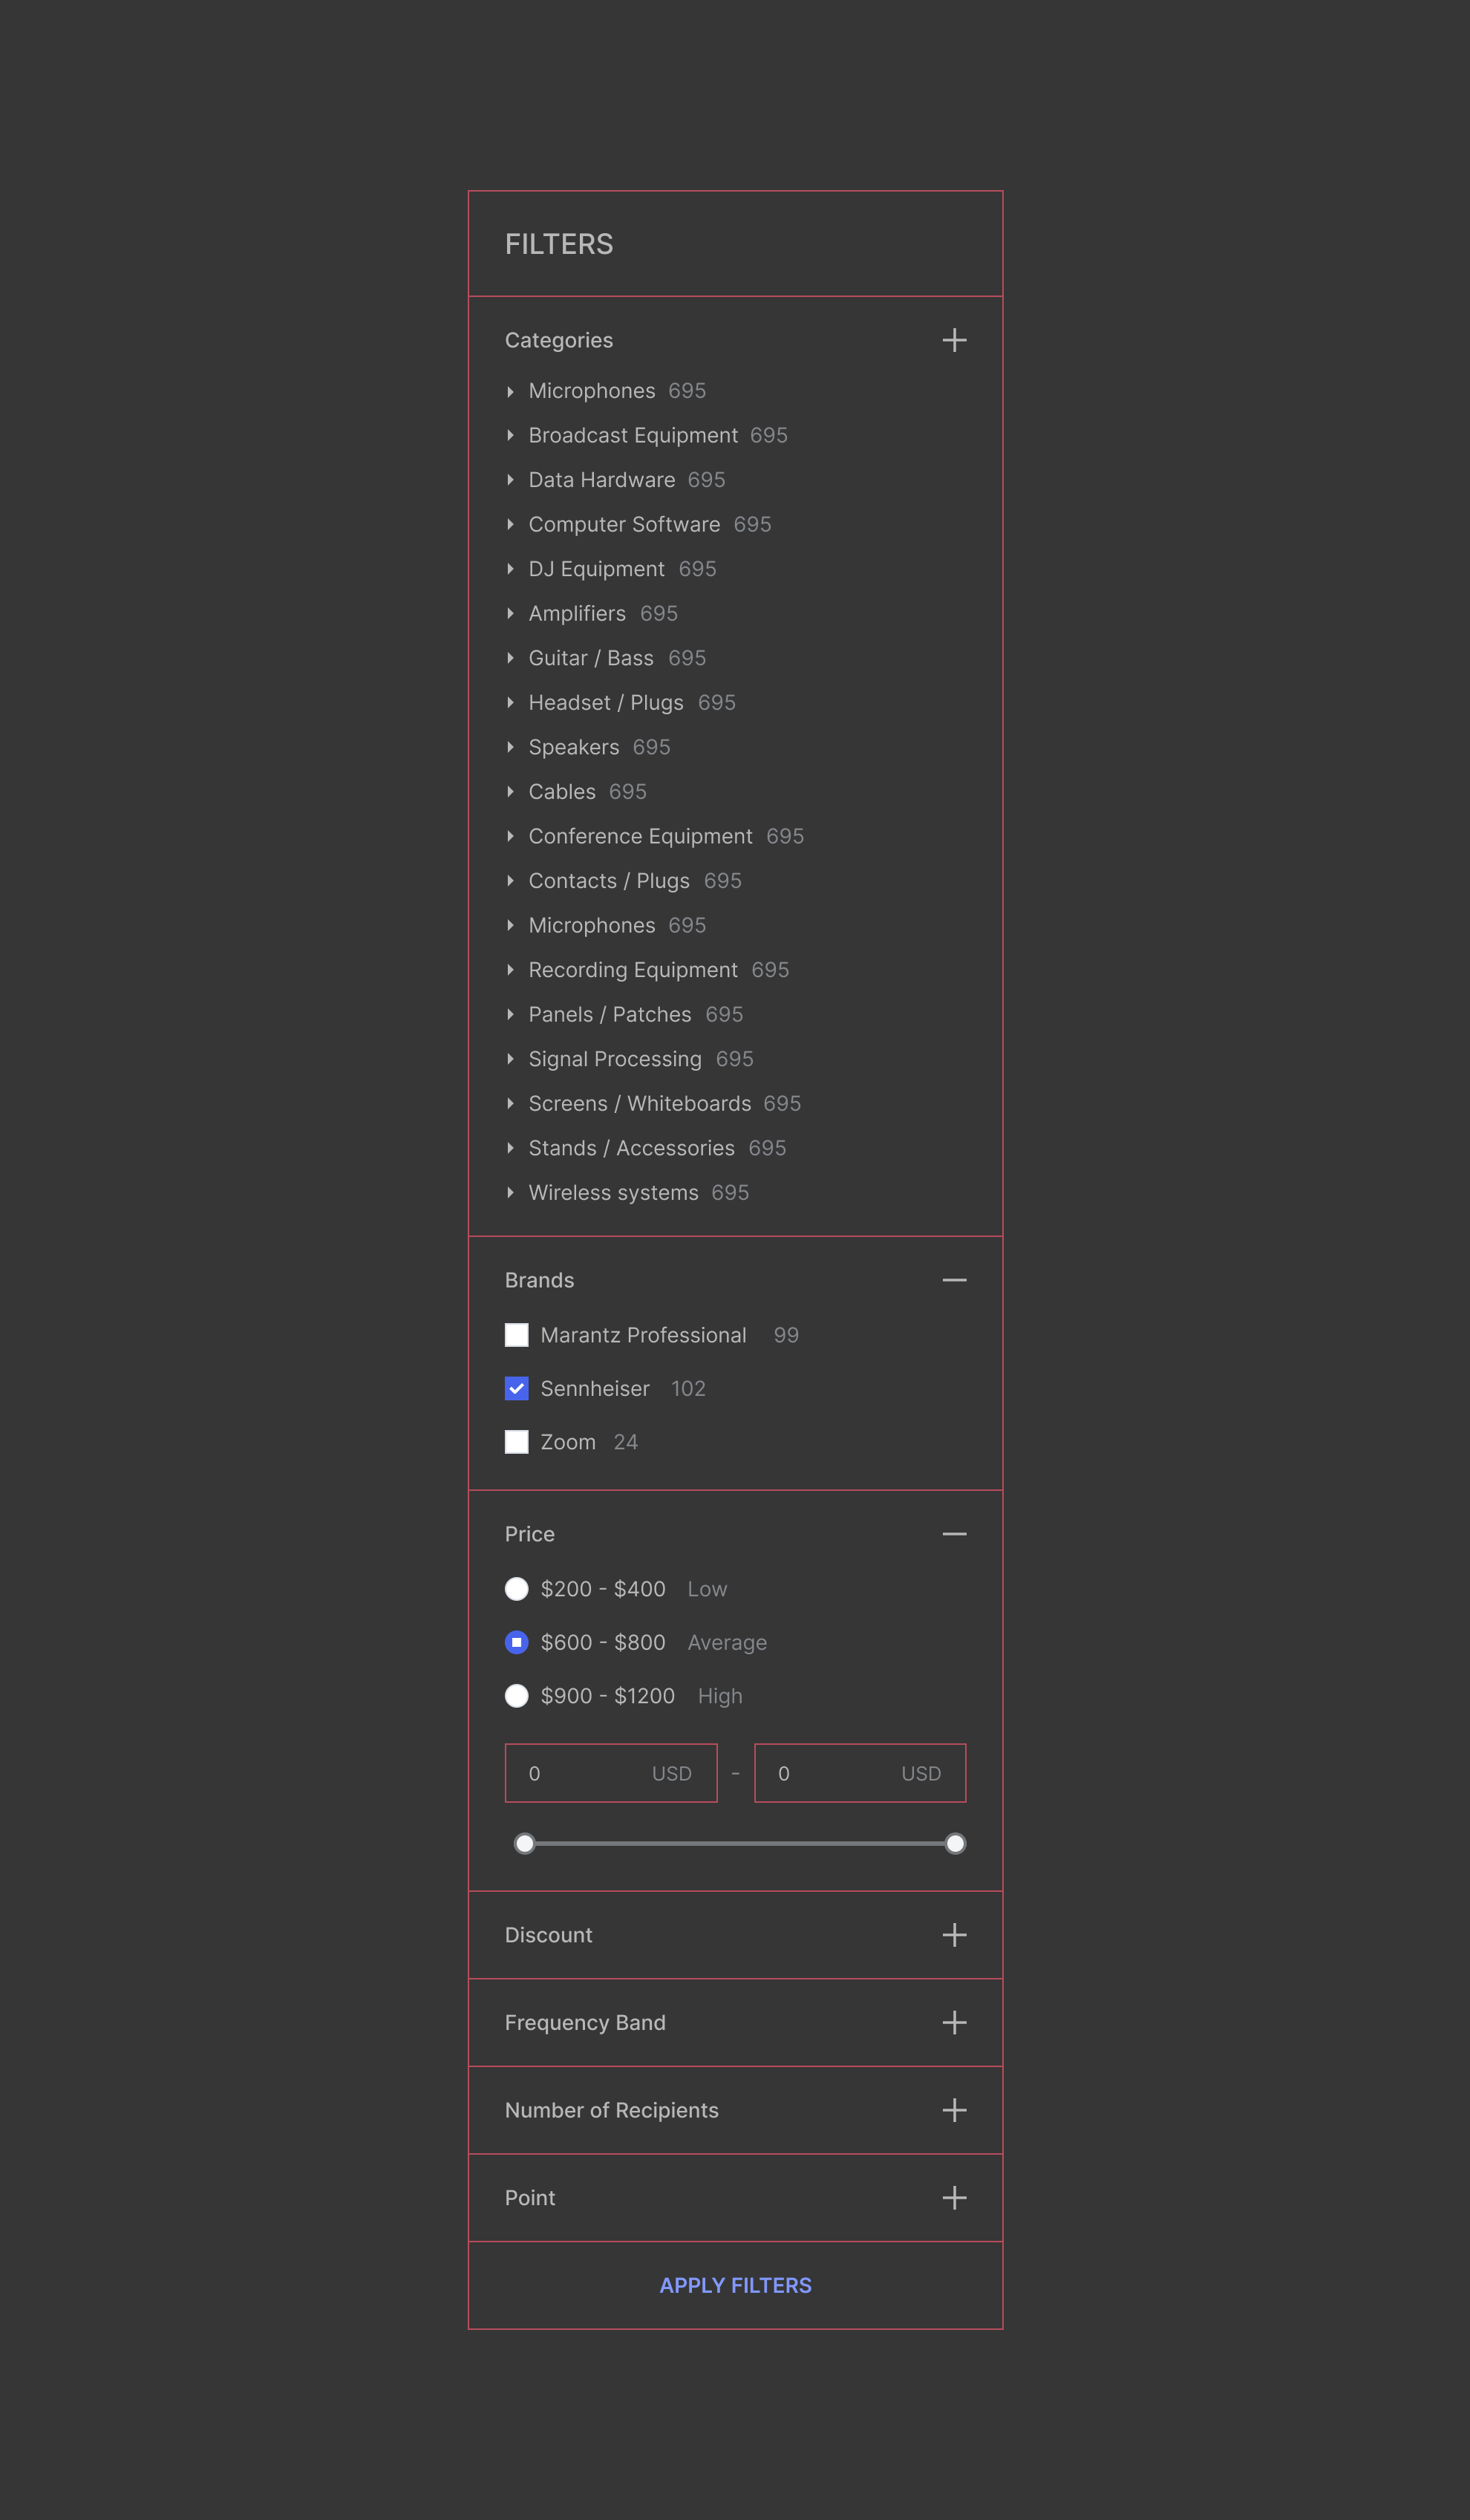 FILTERS
Categories
Microphones 695
Broadcast Equipment 695
Data Hardware 695
Computer Software 695
DJ Equipment 695
Amplifiers 695
Guitar / Bass 695
Headset / Plugs 695
Speakers 695
Cables 695
Conference Equipment 695
Contacts / Plugs 695
Microphones 695
Recording Equipment 695
Panels / Patches 695
Signal Processing 695
Screens / Whiteboards 695
Stands / Accessories 695
Wireless systems 695
Brands
Marantz Professional 99
Sennheiser 102
Zoom 24
Price
$200 - $400 Low
$600 - $800 Average
$900 - $1200 High
0 USD - 0 USD
Discount
Frequency Band
Number of Recipients
Point
APPLY FILTERS